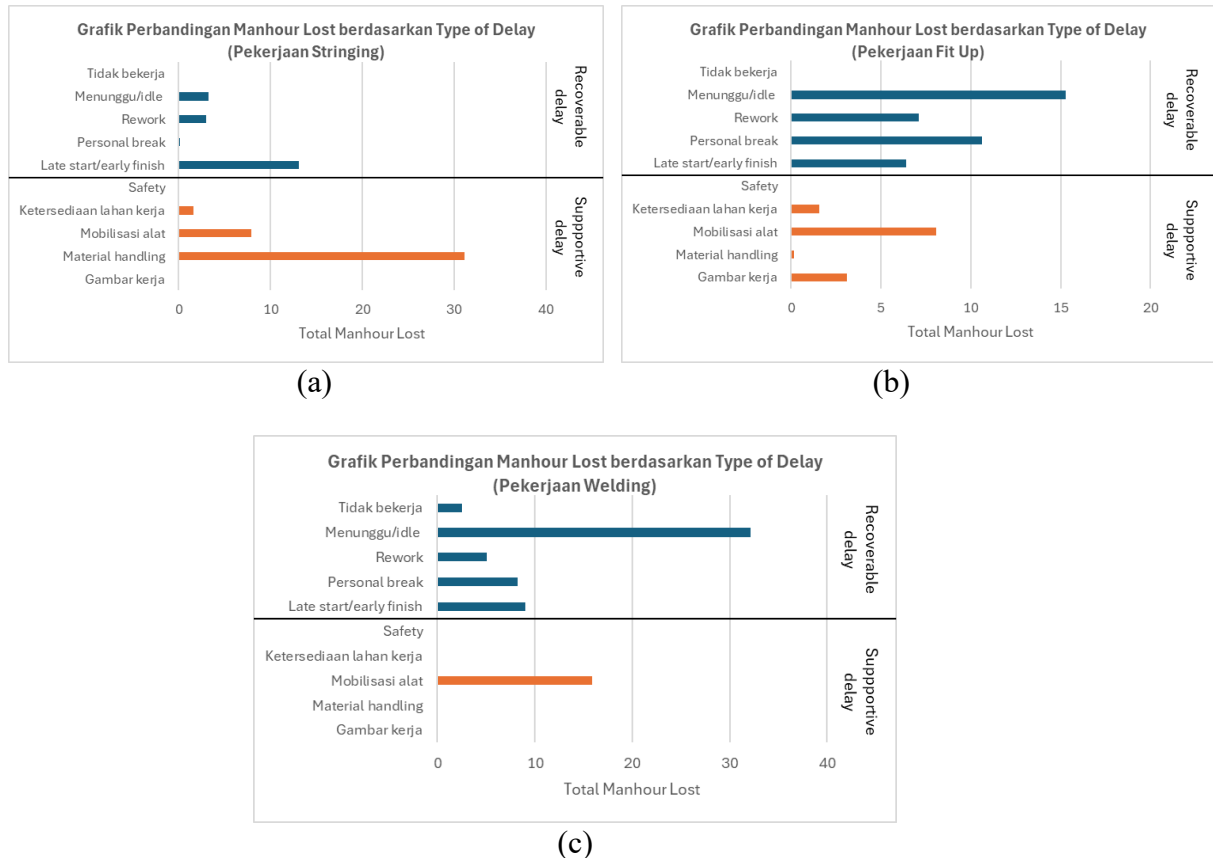 Grafik Perbandingan Manhour Lost berdasarkan Type of Delay
(Pekerjaan Stringing)
Tidak bekerja
Menunggu/idle
Rework
Personal break
Late start/early finish
Safety
Ketersediaan lahan kerja
Mobilisasi alat
Material handling
Gambar kerja
Recoverable
delay
Suppportive
delay
0 10 20 30 40
Total Manhour Lost
(a)
Grafik Perbandingan Manhour Lost berdasarkan Type of Delay
(Pekerjaan Fit Up)
Tidak bekerja
Menunggu/idle
Rework
Personal break
Late start/early finish
Safety
Ketersediaan lahan kerja
Mobilisasi alat
Material handling
Gambar kerja
Recoverable
delay
Suppportive
delay
0 5 10 15 20
Total Manhour Lost
(b)
Grafik Perbandingan Manhour Lost berdasarkan Type of Delay
(Pekerjaan Welding)
Tidak bekerja
Menunggu/idle
Rework
Personal break
Late start/early finish
Safety
Ketersediaan lahan kerja
Mobilisasi alat
Material handling
Gambar kerja
Recoverable
delay
Suppportive
delay
0 10 20 30 40
Total Manhour Lost
(c)